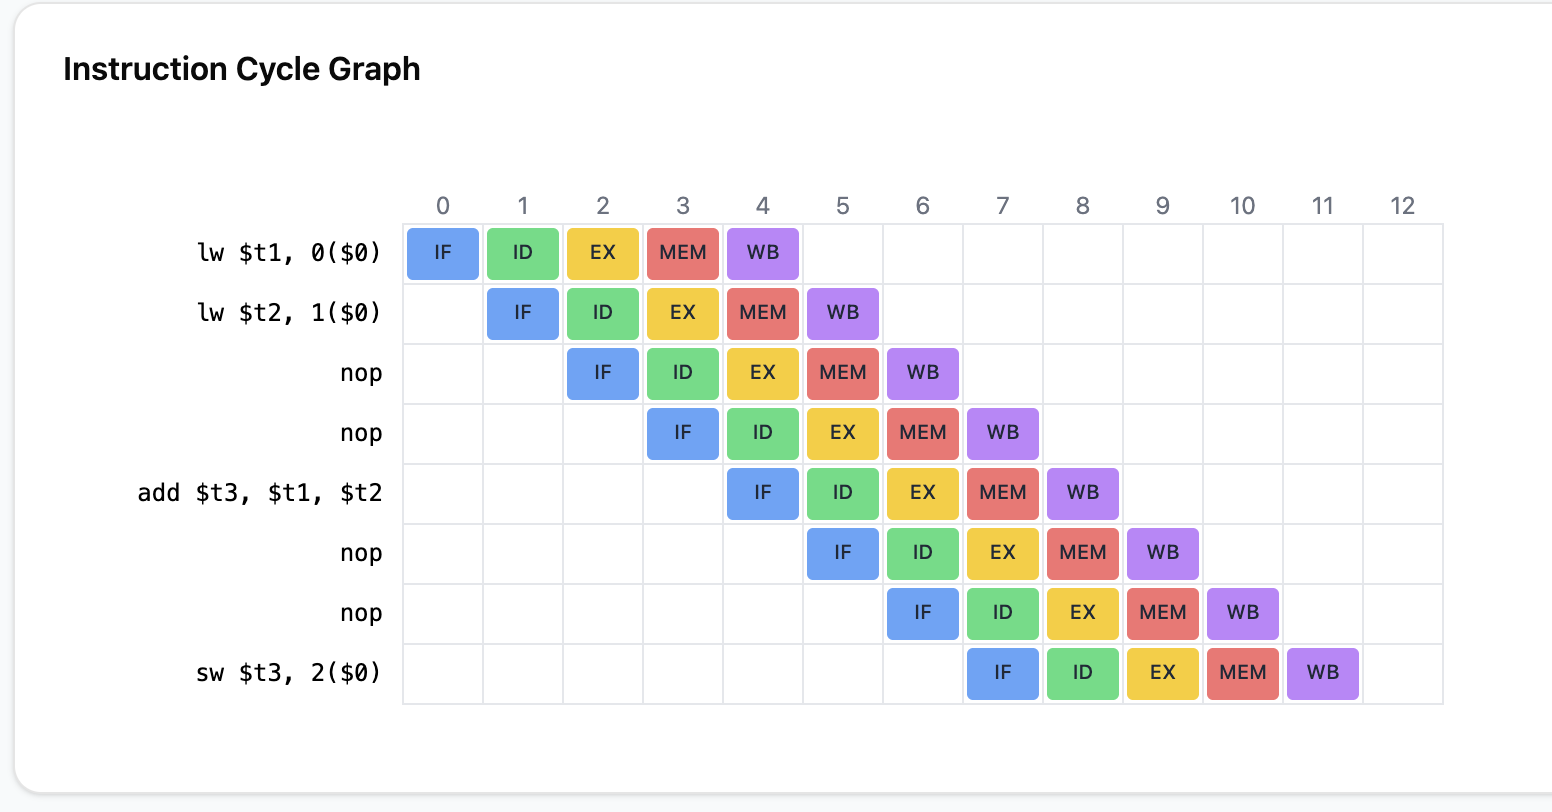 Instruction Cycle Graph
0 1 2 3 4 5 6 7 8 9 10 11 12
lw $t1, 0($0) IF ID EX MEM WB
lw $t2, 1($0) IF ID EX MEM WB
nop IF ID EX MEM WB
nop IF ID EX MEM WB
add $t3, $t1, $t2 IF ID EX MEM WB
nop IF ID EX MEM WB
nop IF ID EX MEM WB
sw $t3, 2($0) IF ID EX MEM WB